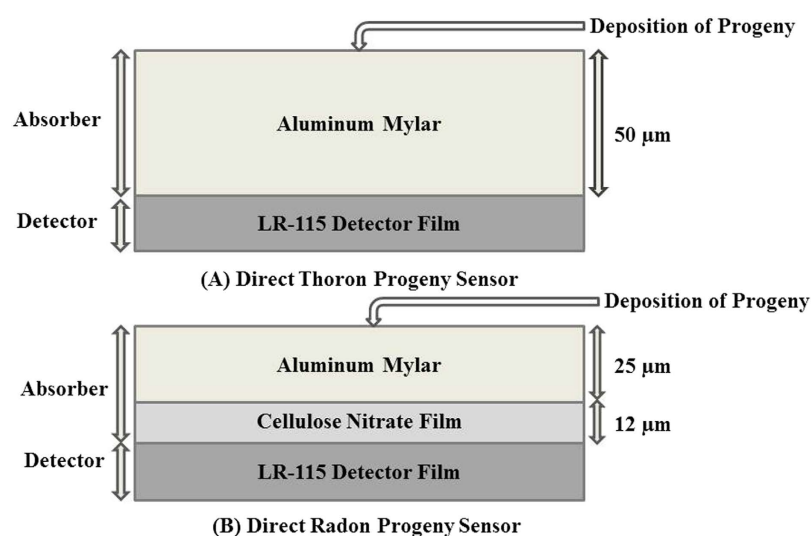 Deposition of Progeny
Absorber
Aluminum Mylar
50 µm
Detector
LR-115 Detector Film
(A) Direct Thoron Progeny Sensor
Deposition of Progeny
Absorber
Aluminum Mylar
25 µm
Cellulose Nitrate Film
12 µm
Detector
LR-115 Detector Film
(B) Direct Radon Progeny Sensor